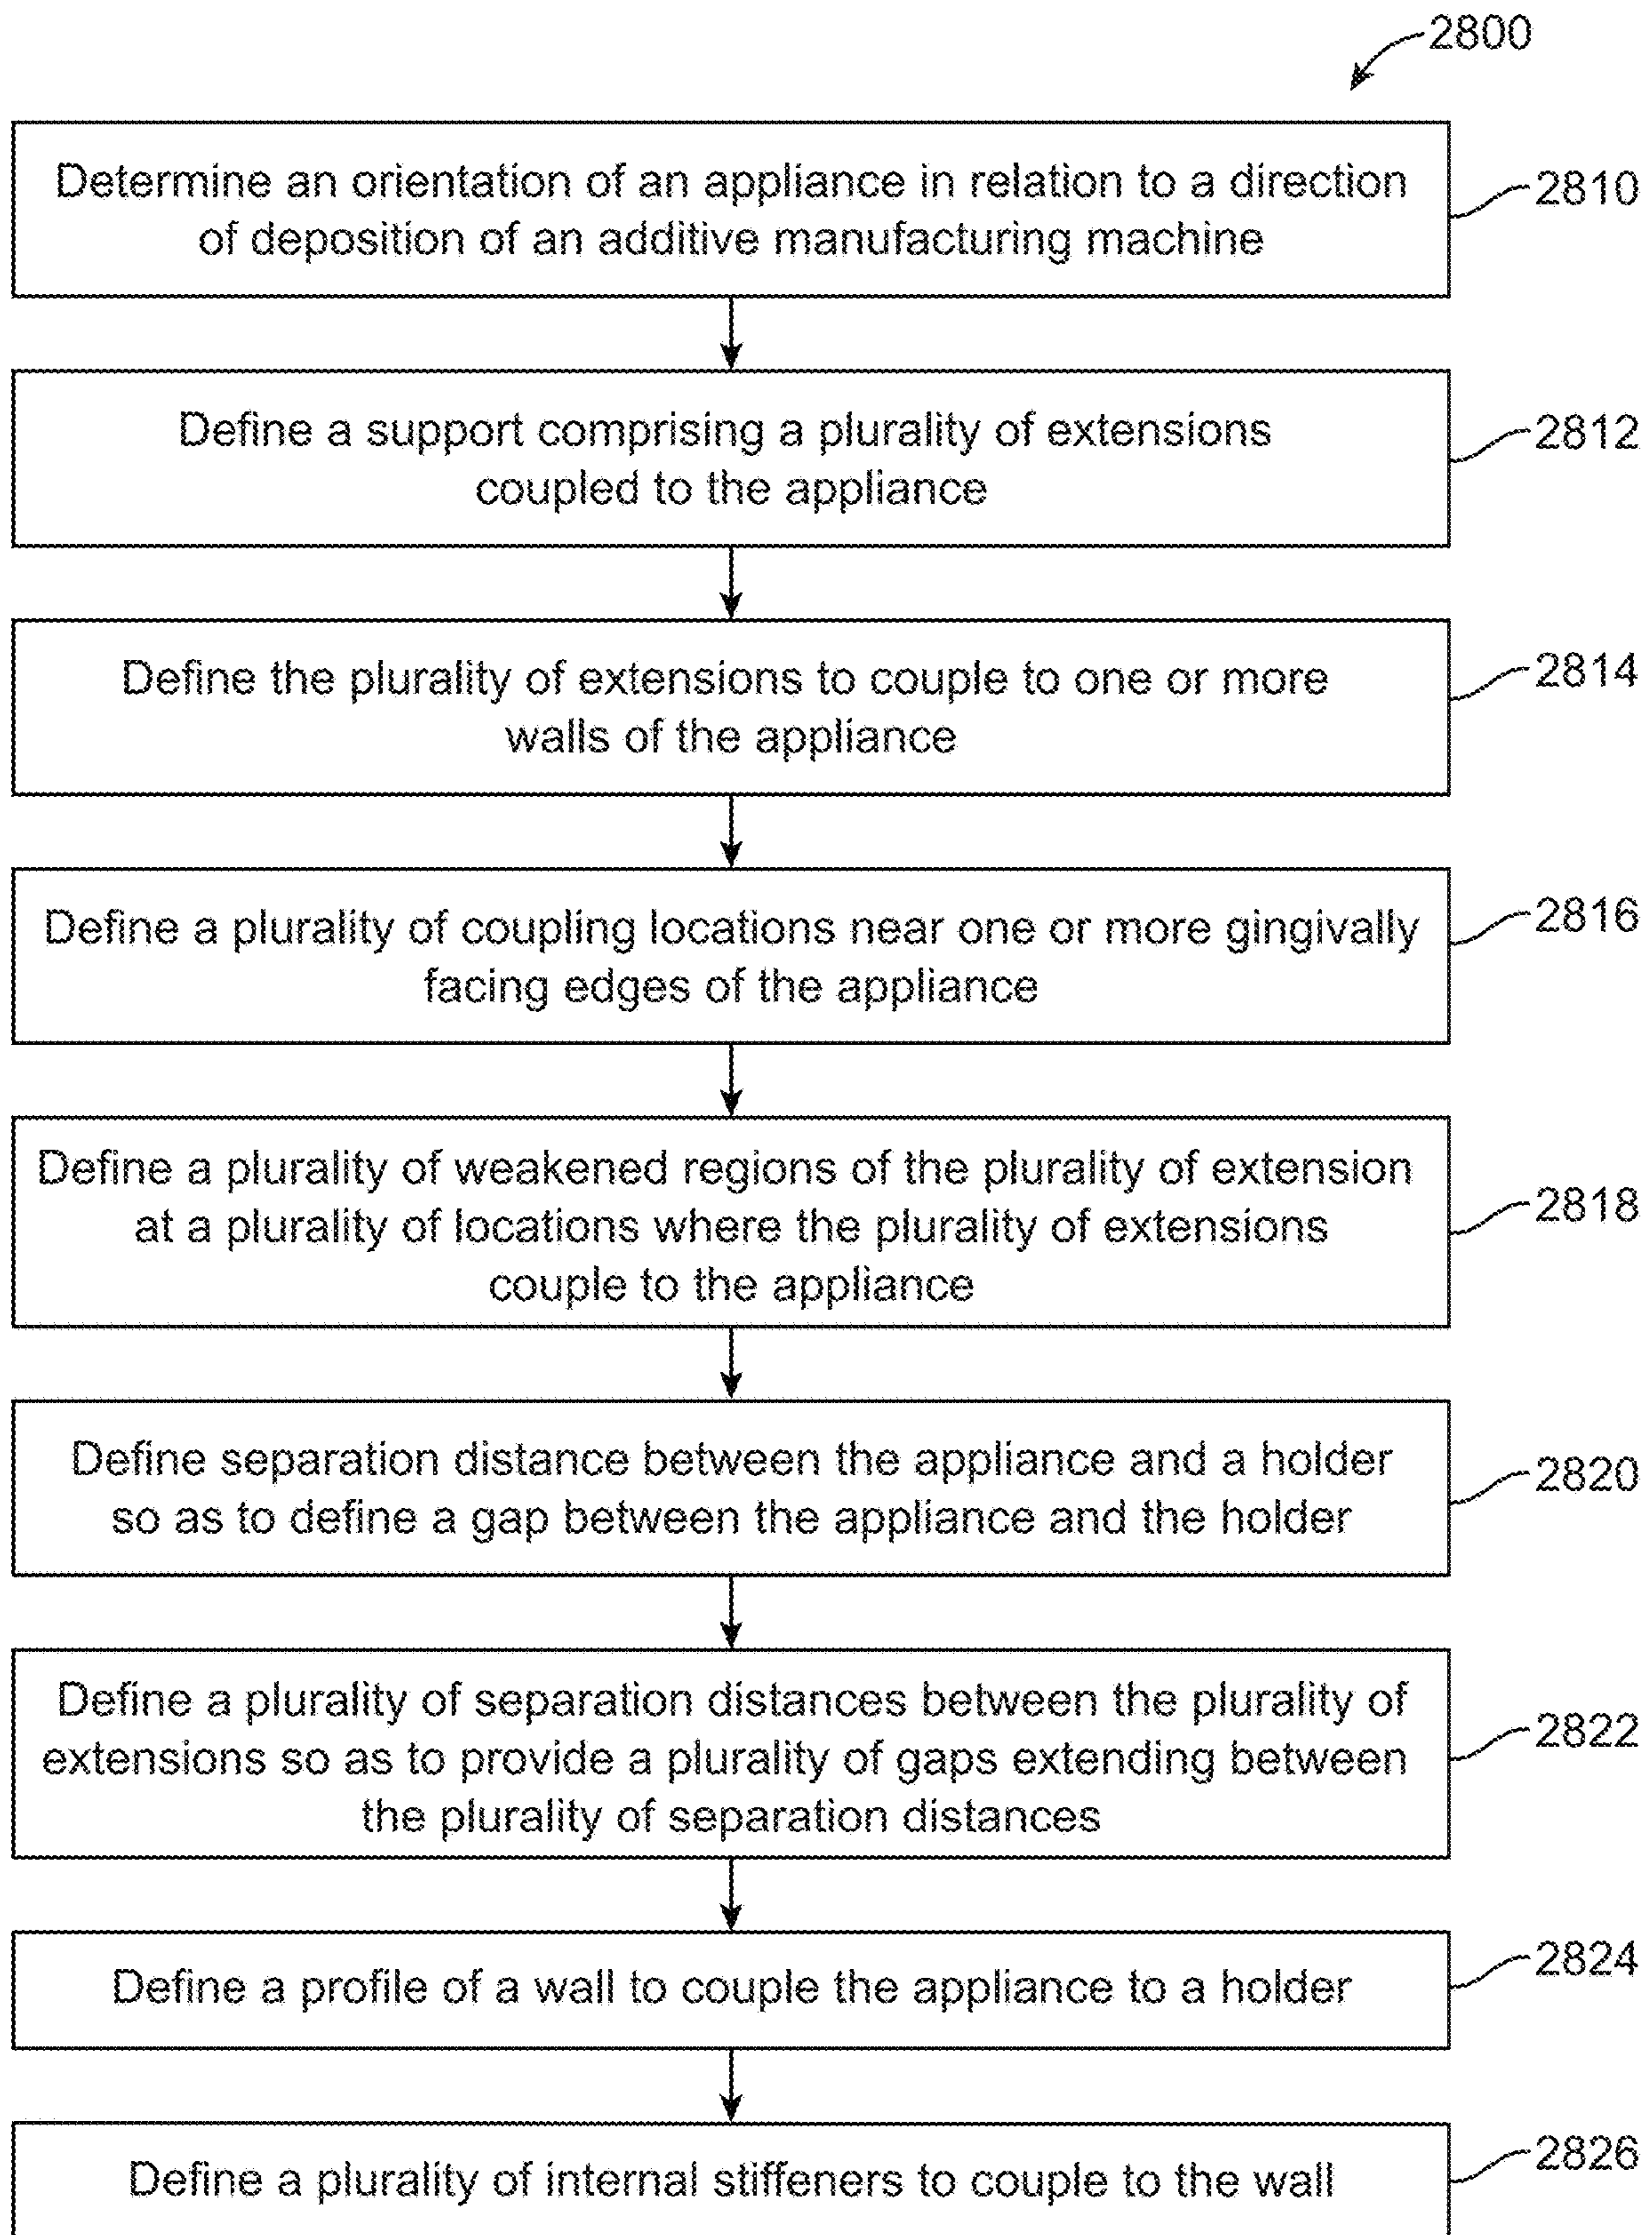 2800
Determine an orientation of an appliance in relation to a direction
of deposition of an additive manufacturing machine
2810
Define a support comprising a plurality of extensions
coupled to the appliance
2812
Define the plurality of extensions to couple to one or more
walls of the appliance
2814
Define a plurality of coupling locations near one or more gingivally
facing edges of the appliance
2816
Define a plurality of weakened regions of the plurality of extension
at a plurality of locations where the plurality of extensions
couple to the appliance
2818
Define separation distance between the appliance and a holder
so as to define a gap between the appliance and the holder
2820
Define a plurality of separation distances between the plurality of
extensions so as to provide a plurality of gaps extending between
the plurality of separation distances
2822
Define a profile of a wall to couple the appliance to a holder
2824
Define a plurality of internal stiffeners to couple to the wall
2826